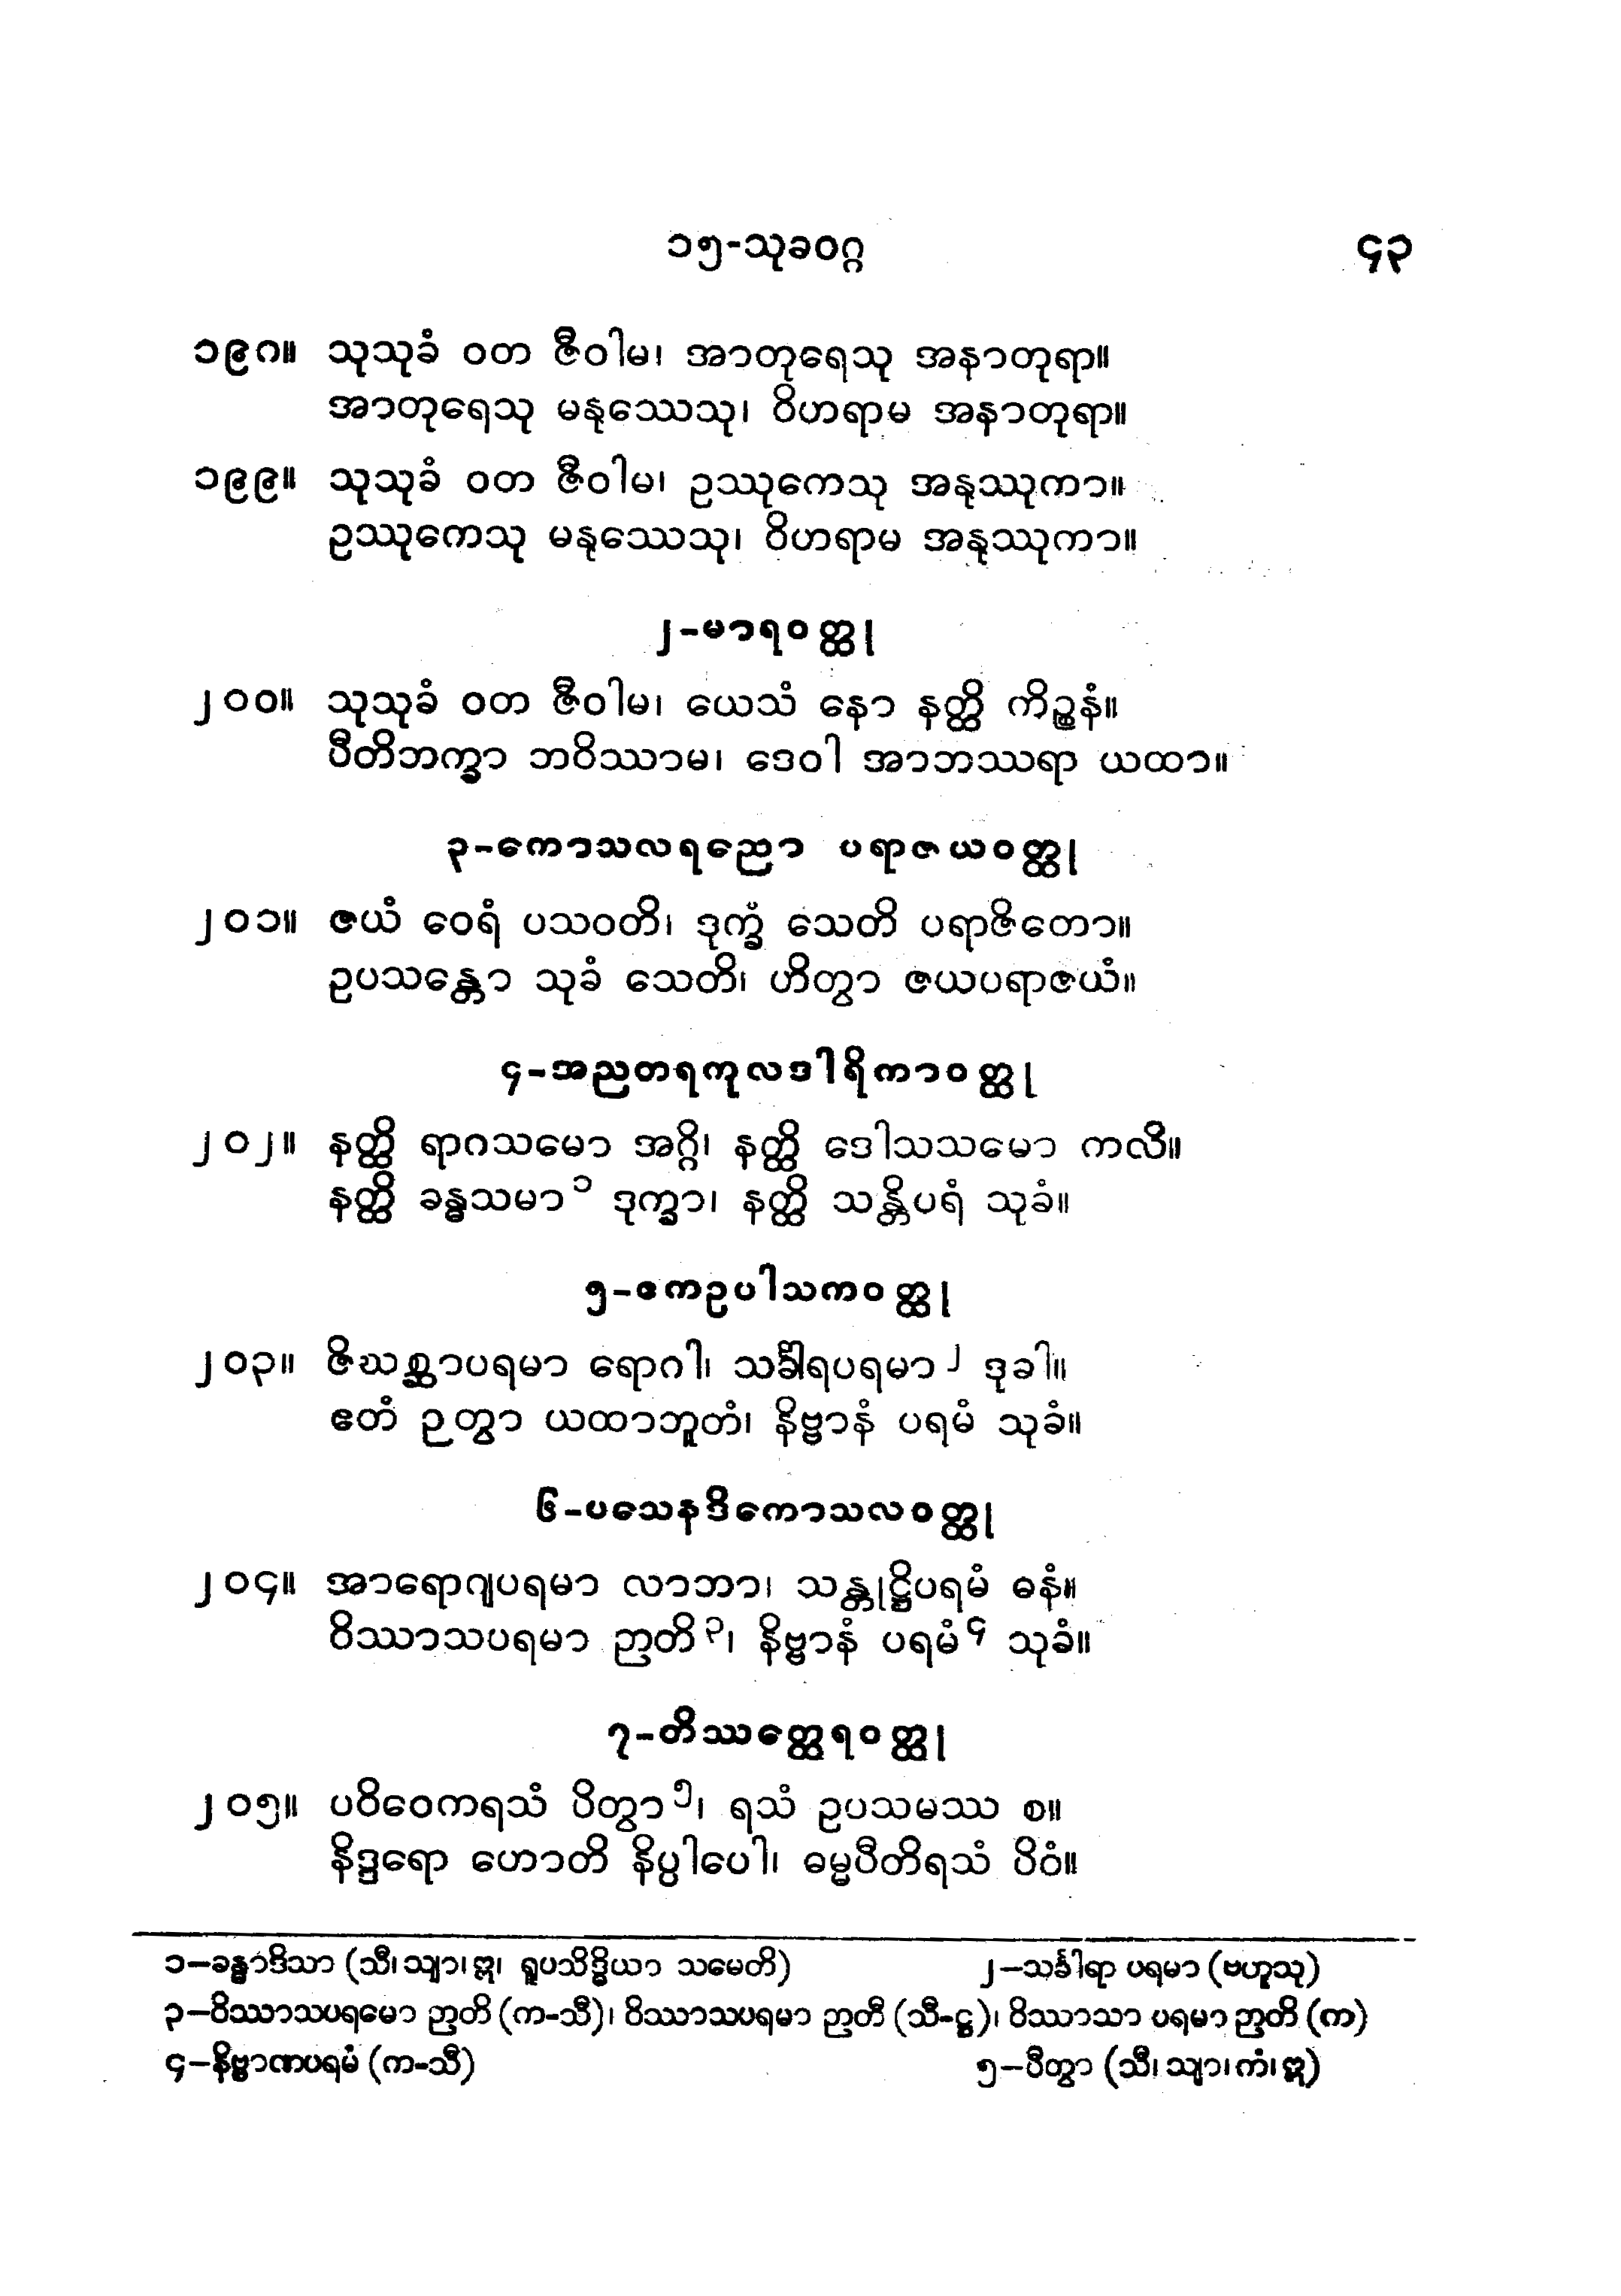 ၁၅-သုခဝဂ္ဂ ၄၃
၁၉၈။ သုသုခံ ဝတ ဇီဝါမ၊ အာတုရေသု အနာတုရာ။
အာတုရေသု မနုဿေသု၊ ဝိဟရာမ အနာတုရာ။
၁၉၉။ သုသုခံ ဝတ ဇီဝါမ၊ ဥဿုကေသု အနုဿုကာ။
ဥဿုကေသု မနုဿေသု၊ ဝိဟရာမ အနုဿုကာ။
၂-မာရဝတ္ထု
၂၀၀။ သုသုခံ ဝတ ဇီဝါမ၊ ယေသံ နော နတ္ထိ ကိဉ္စနံ။
ပီတိဘက္ခာ ဘဝိဿာမ၊ ဒေဝါ အာဘဿရာ ယထာ။
၃-ကောသလရညော ပရာဇယဝတ္ထု
၂၀၁။ ဇယံ ဝေရံ ပသဝတိ၊ ဒုက္ခံ သေတိ ပရာဇိတော။
ဥပသန္တော သုခံ သေတိ၊ ဟိတွာ ဇယပရာဇယံ။
၄-အညတရကုလဒါရိကာဝတ္ထု
၂၀၂။ နတ္ထိ ရာဂသမော အဂ္ဂိ၊ နတ္ထိ ဒေါသသမော ကလိ။
နတ္ထိ ခန္ဓသမာ၁ ဒုက္ခာ၊ နတ္ထိ သန္တိပရံ သုခံ။
၅-ဧကဥပါသကဝတ္ထု
၂၀၃။ ဇိဃစ္ဆာပရမာ ရောဂါ၊ သင်္ခါရပရမာ၂ ဒုခါ။
ဧတံ ဉတွာ ယထာဘူတံ၊ နိဗ္ဗာနံ ပရမံ သုခံ။
၆-ပသေနဒိကောသလဝတ္ထု
၂၀၄။ အာရောဂျပရမာ လာဘာ၊ သန္တုဋ္ဌိပရမံ ဓနံ။
ဝိဿာသပရမာ ဉာတိ၃၊ နိဗ္ဗာနံ ပရမံ၄ သုခံ။
၇-တိဿတ္ထေရဝတ္ထု
၂၀၅။ ပဝိဝေကရသံ ပိတွာ၅၊ ရသံ ဥပသမဿ စ။
နိဒ္ဒရော ဟောတိ နိပ္ပါပေါ၊ ဓမ္မပီတိရသံ ပိဝံ။
၁−ခန္ဓာဒိသာ (သီ၊ သျာ၊ ဣ၊ ရူပသိဒ္ဓိယာ သမေတိ) ၂−သင်္ခါရာ ပရမာ (ဗဟူသု)
၃−ဝိဿာသပရမော ဉာတိ (က-သီ)၊ ဝိဿာသပရမာ ဉာတီ (သီ-ဋ္ဌ)၊ ဝိဿာသာ ပရမာ ဉာတိ (က)
၄−နိဗ္ဗာဏပရမံ (က-သီ) ၅−ပီတွာ (သီ၊ သျာ၊ ကံ၊ ဣ)